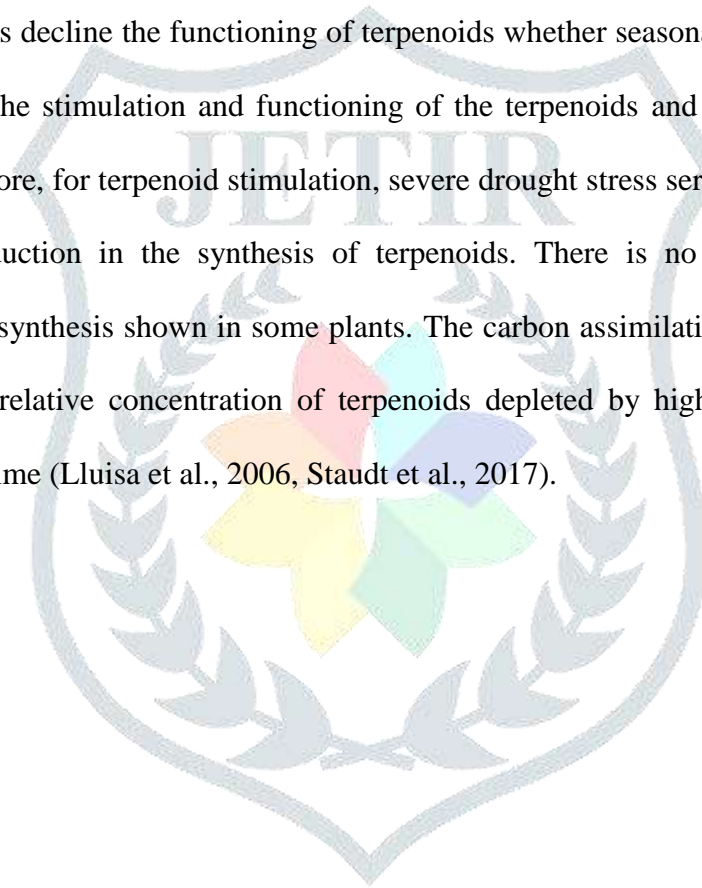 s decline the functioning of terpenoids whether season
he stimulation and functioning of the terpenoids and
ore, for terpenoid stimulation, severe drought stress ser
duction in the synthesis of terpenoids. There is no
synthesis shown in some plants. The carbon assimilati
relative concentration of terpenoids depleted by high
ime (Lluisa et al., 2006, Staudt et al., 2017).
JETIR